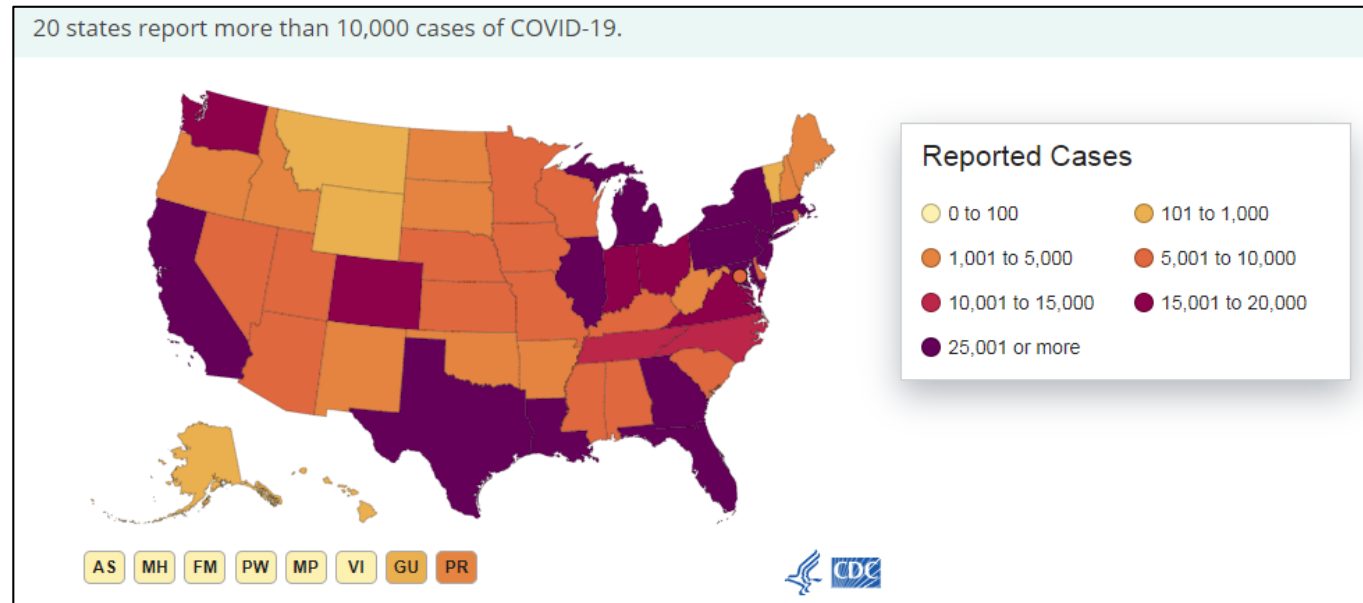 20 states report more than 10,000 cases of COVID-19.
Reported Cases
0 to 100
101 to 1,000
1,001 to 5,000
5,001 to 10,000
10,001 to 15,000
15,001 to 20,000
25,001 or more
AS MH FM PW MP VI GU PR
CDC